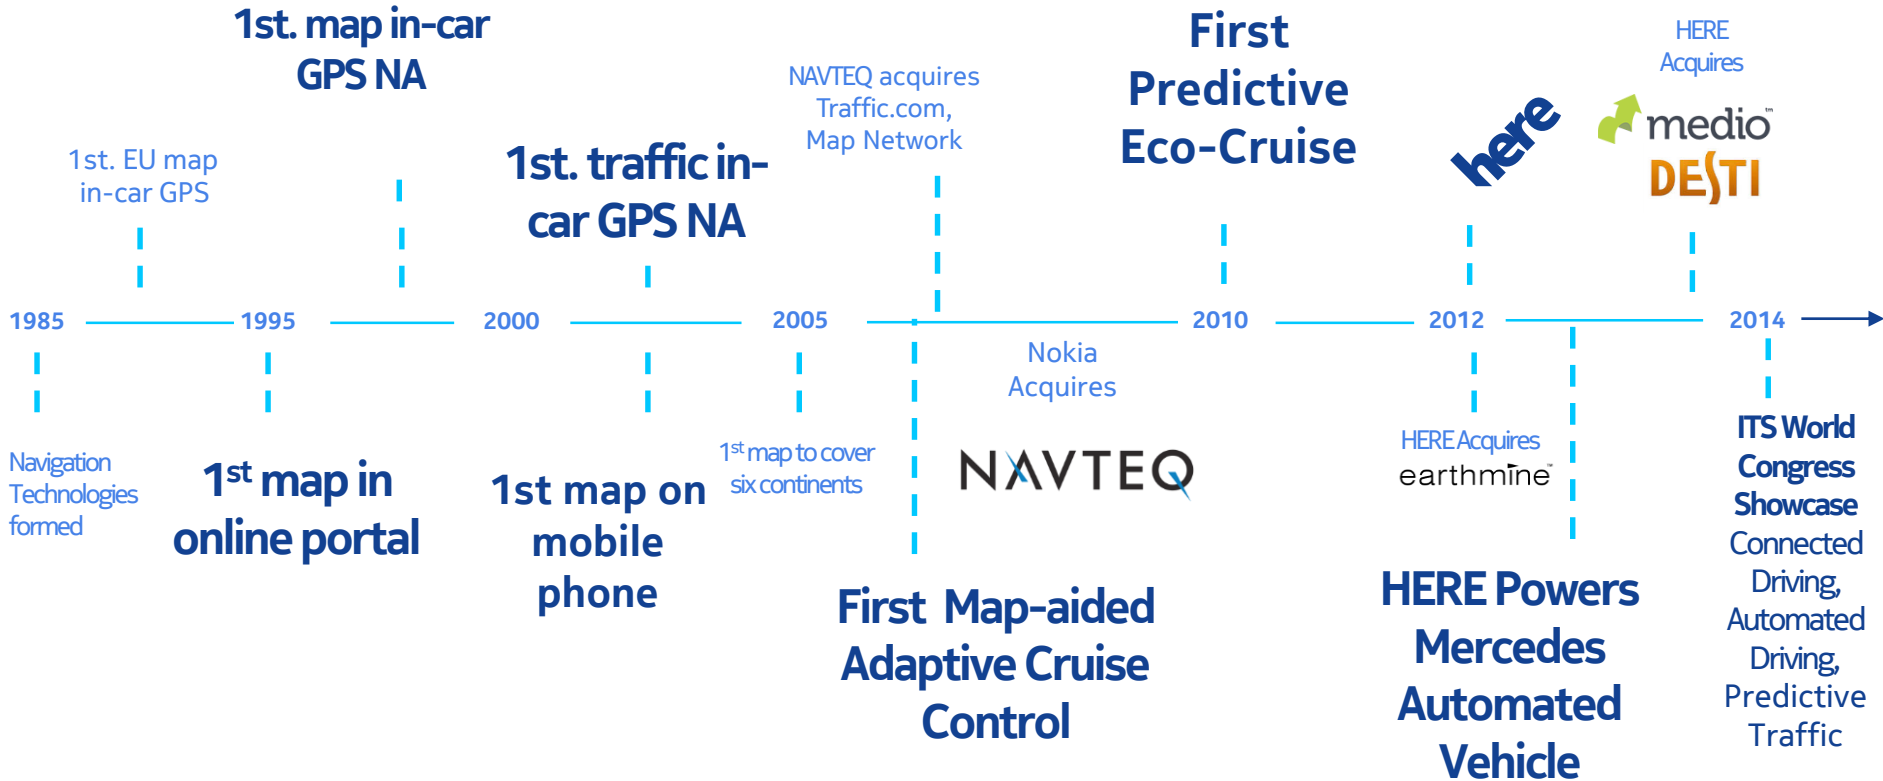 1st. map in-car
GPS NA
First
Predictive
Eco-Cruise
HERE
Acquires
medio™
DESTI
NAVTEQ acquires
Traffic.com,
Map Network
here
1st. EU map
in-car GPS
1st. traffic in-
car GPS NA
1985
1995
2000
2005
2010
2012
2014
Nokia
Acquires
NAVTEQ
Navigation
Technologies
formed
1st map in
online portal
1st map on
mobile
phone
1st map to cover
six continents
First Map-aided
Adaptive Cruise
Control
HERE Acquires
earthmine™
HERE Powers
Mercedes
Automated
Vehicle
ITS World
Congress
Showcase
Connected
Driving,
Automated
Driving,
Predictive
Traffic